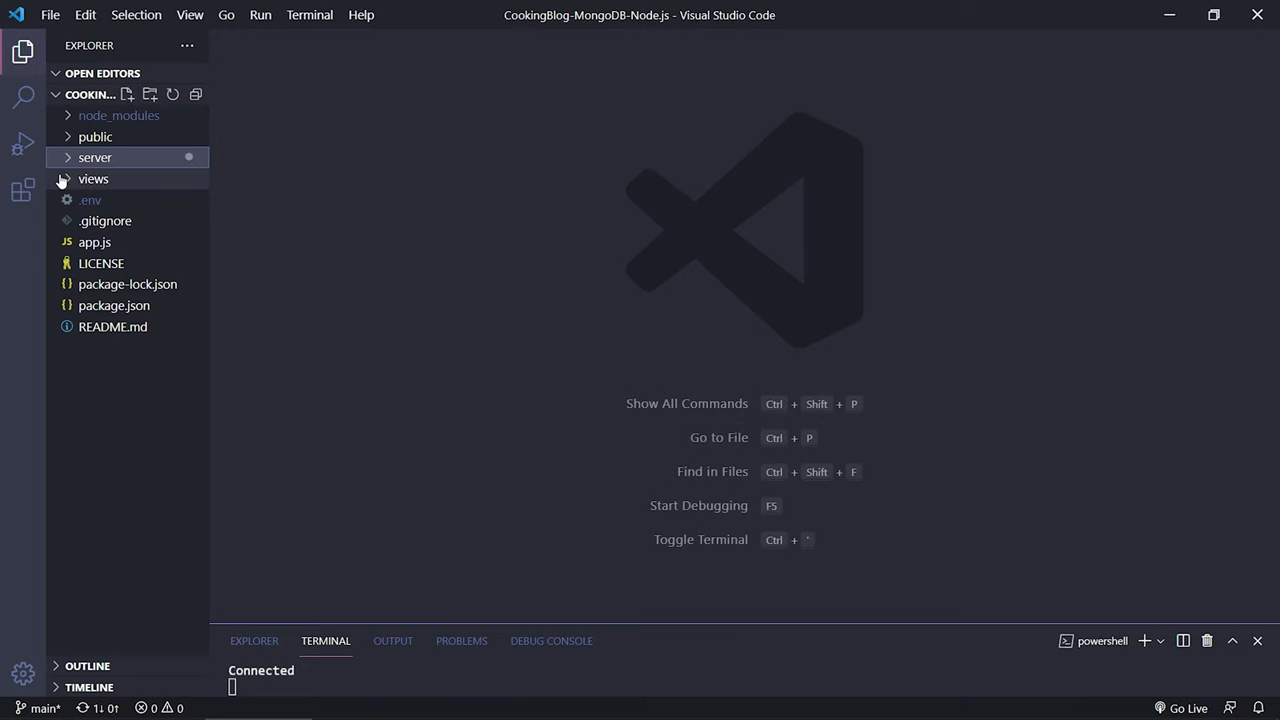 File Edit Selection View Go Run Terminal Help CookingBlog-MongoDB-Node.js - Visual Studio Code
EXPLORER ...
OPEN EDITORS
COOKIN...
node_modules
public
server
views
.env
.gitignore
JS app.js
LICENSE
{} package-lock.json
{} package.json
README.md
Show All Commands Ctrl + Shift + P
Go to File Ctrl + P
Find in Files Ctrl + Shift + F
Start Debugging F5
Toggle Terminal Ctrl + '
EXPLORER TERMINAL OUTPUT PROBLEMS DEBUG CONSOLE powershell
Connected
OUTLINE
TIMELINE
main* 1↓ 0↑ 0 0 Go Live